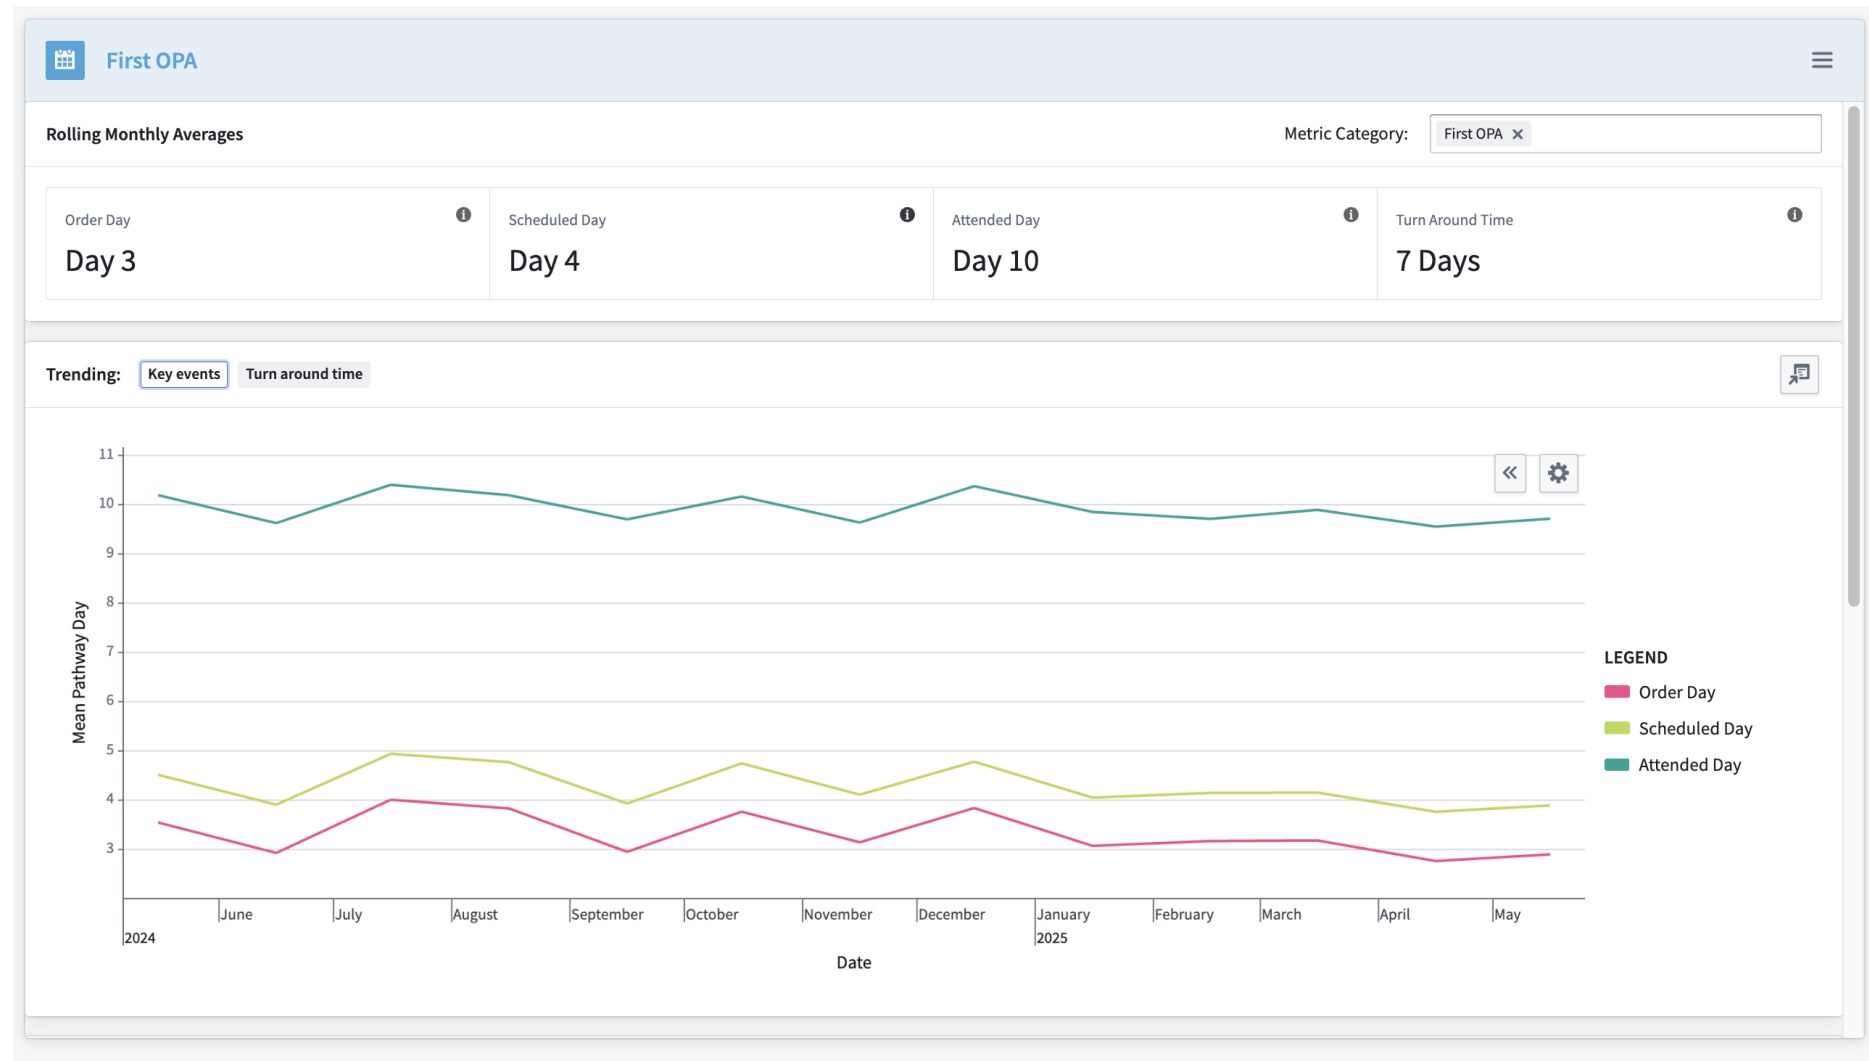 First OPA
Rolling Monthly Averages
Metric Category:
First OPA
Order Day
Day 3
Scheduled Day
Day 4
Attended Day
Day 10
Turn Around Time
7 Days
Trending:
Key events
Turn around time
11
10
9
8
7
6
5
4
3
Mean Pathway Day
June
July
August
September
October
November
December
January
February
March
April
May
2024
2025
Date
LEGEND
Order Day
Scheduled Day
Attended Day